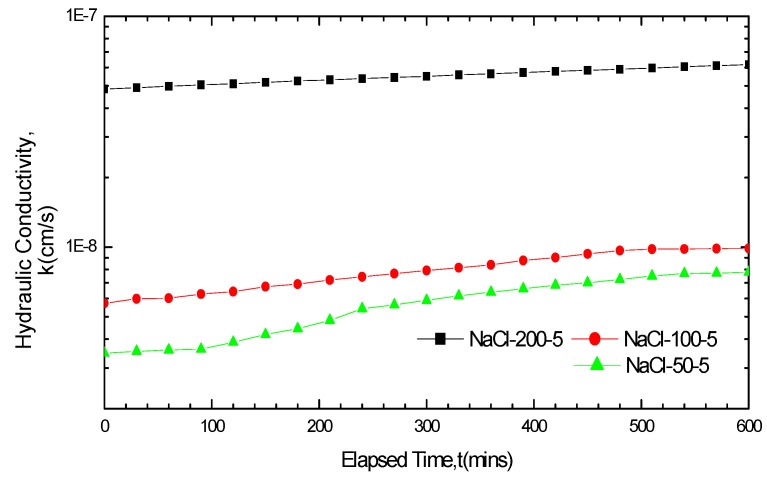 1E-7
1E-8
Hydraulic Conductivity,
k(cm/s)
NaCl-200-5
NaCl-100-5
NaCl-50-5
0 100 200 300 400 500 600
Elapsed Time,t(mins)